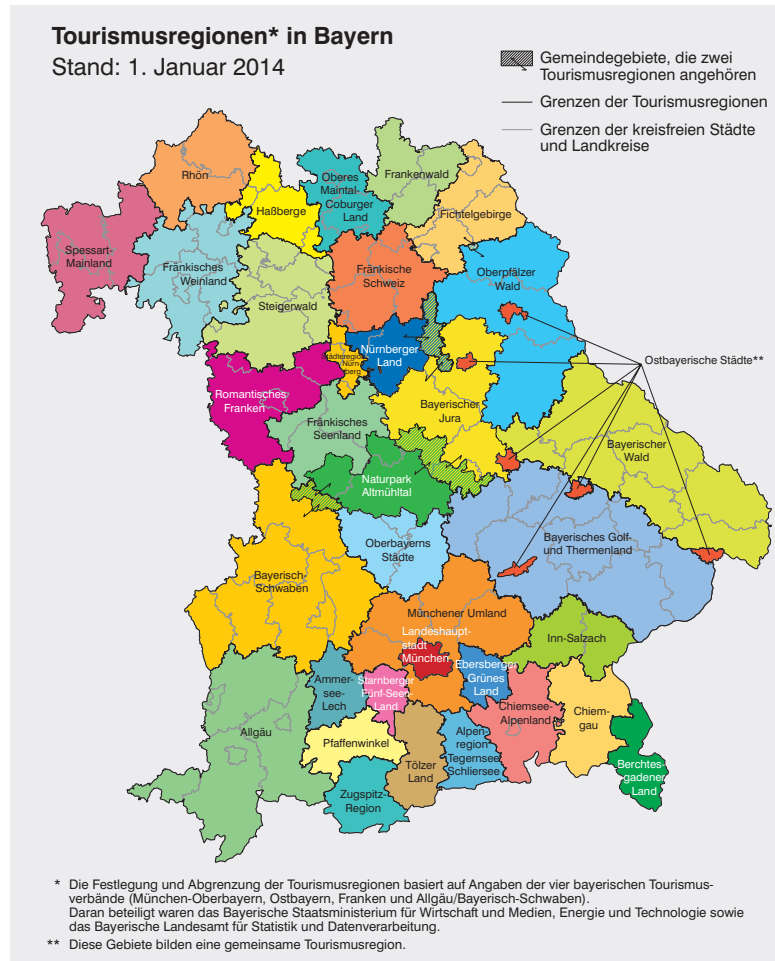 Tourismusregionen* in Bayern
Stand: 1. Januar 2014
Gemeindegebiete, die zwei
Tourismusregionen angehören
Grenzen der Tourismusregionen
Grenzen der kreisfreien Städte
und Landkreise
Rhön
Haßberge
Oberes
Maintal-
Coburger
Land
Frankenwald
Fichtelgebirge
Spessart-
Mainland
Fränkisches
Weinland
Steigerwald
Fränkische
Schweiz
Oberpfälzer
Wald
Städteregion
Nürn
berg
Nürnberger
Land
Ostbayerische Städte**
Romantisches
Franken
Fränkisches
Seenland
Bayerischer
Jura
Bayerischer
Wald
Naturpark
Altmühltal
Oberbayerns
Städte
Bayerisches Golf-
und Thermenland
Bayerisch-
Schwaben
Münchener Umland
Landeshaupt-
stadt
München
Inn-Salzach
Ebersberger
Grünes
Land
Ammer-
see-
Lech
Starnberger
Fünf-Seen-
Land
Chiemsee-
Alpenland
Chiem-
gau
Allgäu
Pfaffenwinkel
Tölzer
Land
Alpen-
region
Tegernsee
Schliersee
Berchtes-
gadener
Land
Zugspitz-
Region
* Die Festlegung und Abgrenzung der Tourismusregionen basiert auf Angaben der vier bayerischen Tourismus-
verbände (München-Oberbayern, Ostbayern, Franken und Allgäu/Bayerisch-Schwaben).
Daran beteiligt waren das Bayerische Staatsministerium für Wirtschaft und Medien, Energie und Technologie sowie
das Bayerische Landesamt für Statistik und Datenverarbeitung.
** Diese Gebiete bilden eine gemeinsame Tourismusregion.